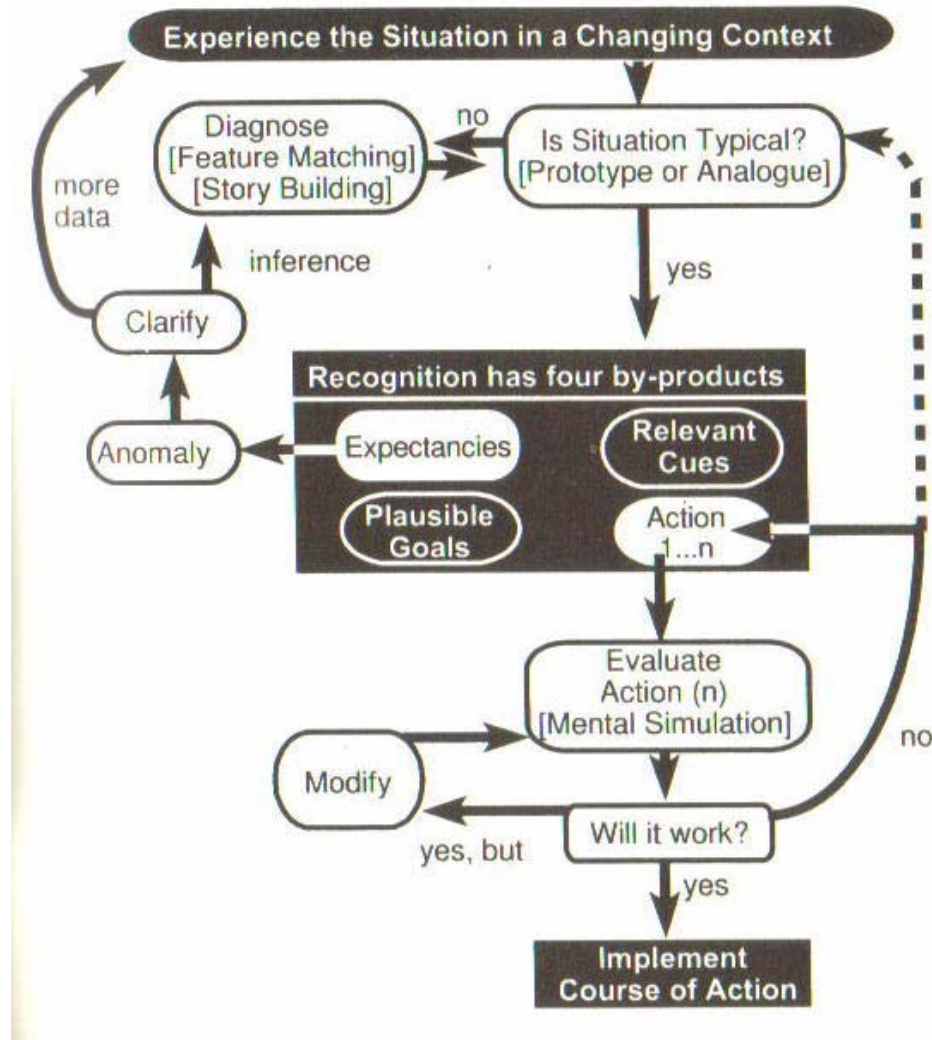 Experience the Situation in a Changing Context
no
Diagnose
[Feature Matching]
[Story Building]
Is Situation Typical?
[Prototype or Analogue]
more
data
inference
yes
Clarify
Recognition has four by-products
Anomaly
Expectancies
Relevant
Cues
Plausible
Goals
Action
1...n
Evaluate
Action (n)
[Mental Simulation]
no
Modify
Will it work?
yes, but
yes
Implement
Course of Action